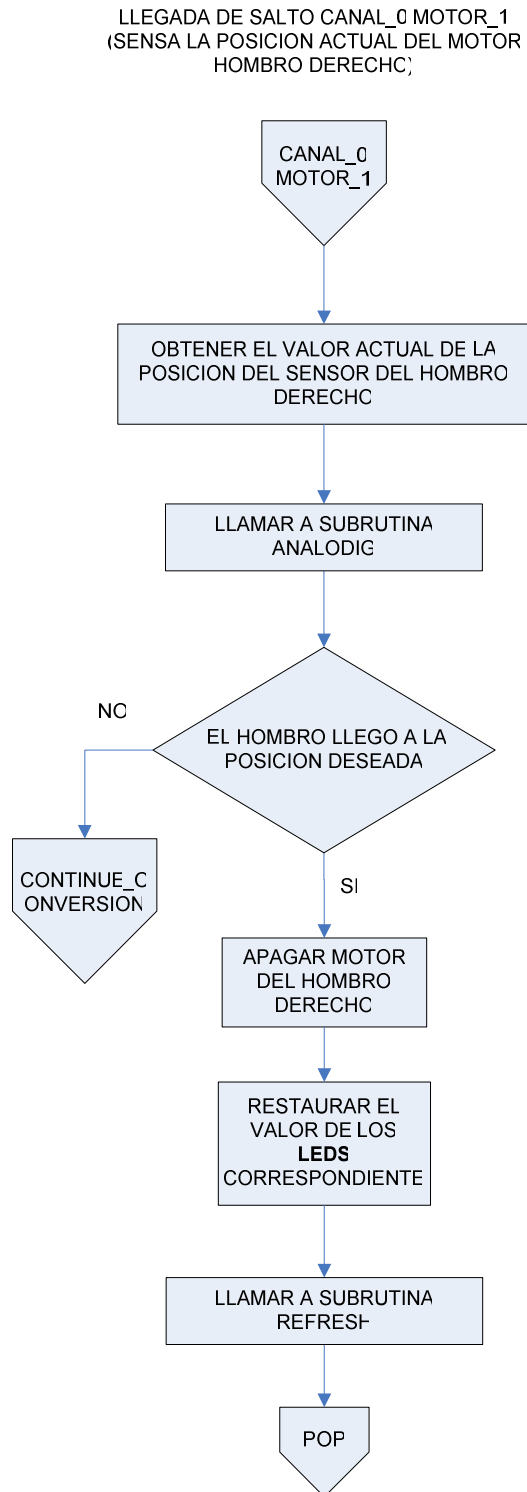 LLEGADA DE SALTO CANAL_0 MOTOR_1
(SENSA LA POSICION ACTUAL DEL MOTOR
HOMBRO DERECHO)
CANAL_0
MOTOR_1
OBTENER EL VALOR ACTUAL DE LA
POSICION DEL SENSOR DEL HOMBRO
DERECHO
LLAMAR A SUBRUTINA
ANALODIG
EL HOMBRO LLEGO A LA
POSICION DESEADA
NO
CONTINUE_C
ONVERSION
SI
APAGAR MOTOR
DEL HOMBRO
DERECHO
RESTAURAR EL
VALOR DE LOS
LEDS
CORRESPONDIENTE
LLAMAR A SUBRUTINA
REFRESH
POP